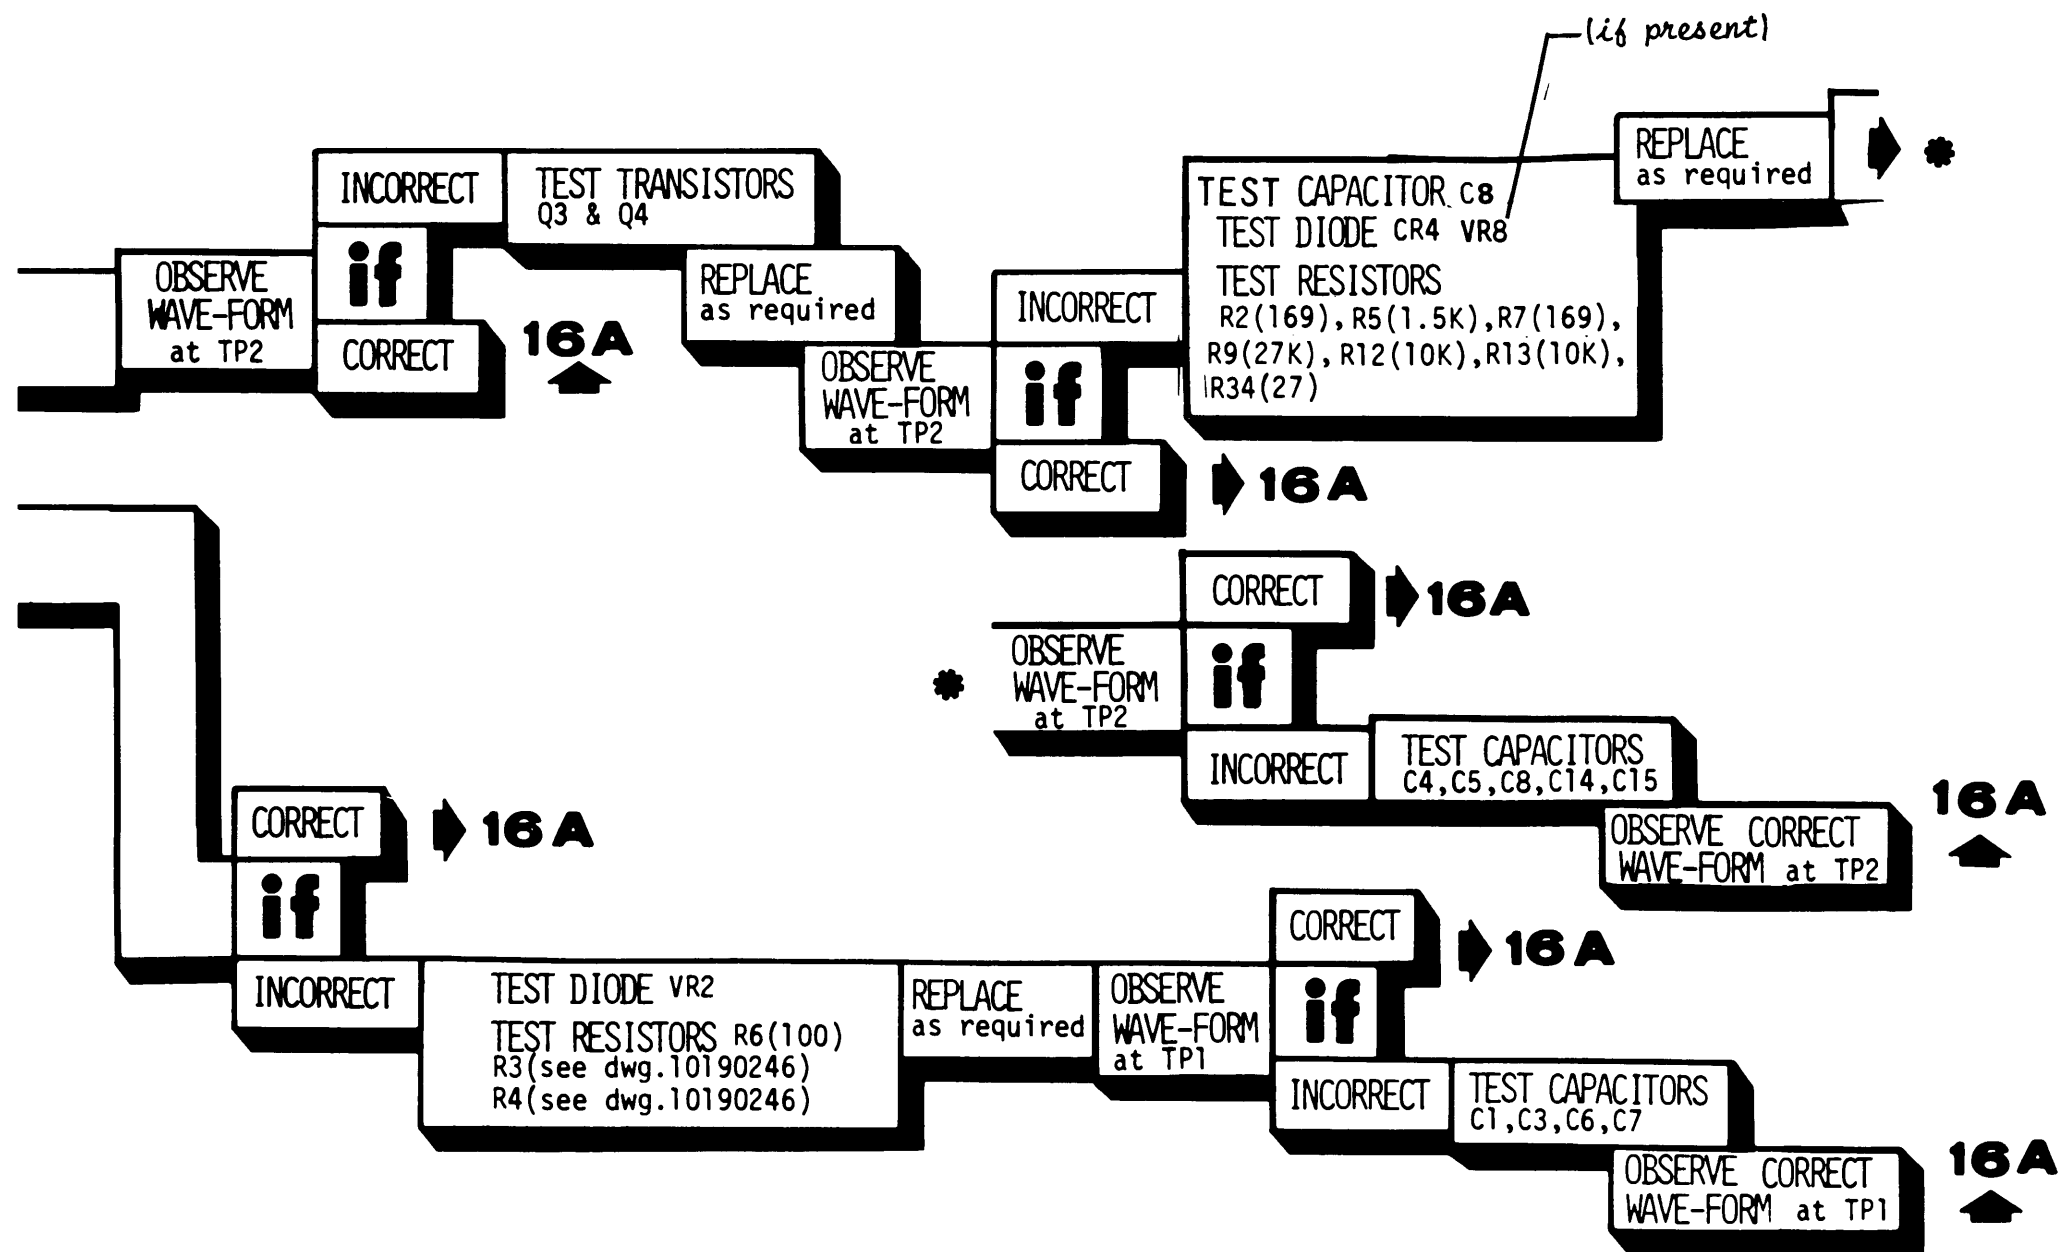 (if present)
OBSERVE
WAVE-FORM
at TP2
INCORRECT
if
CORRECT
16A
TEST TRANSISTORS
Q3 & Q4
REPLACE
as required
OBSERVE
WAVE-FORM
at TP2
INCORRECT
if
CORRECT
16A
TEST CAPACITOR C8
TEST DIODE CR4 VR8
TEST RESISTORS
R2(169),R5(1.5K),R7(169),
R9(27K),R12(10K),R13(10K),
R34(27)
REPLACE
as required
*
*
OBSERVE
WAVE-FORM
at TP2
CORRECT
16A
if
INCORRECT
TEST CAPACITORS
C4,C5,C8,C14,C15
OBSERVE CORRECT
WAVE-FORM at TP2
16A
CORRECT
16A
if
INCORRECT
TEST DIODE VR2
TEST RESISTORS R6(100)
R3(see dwg.10190246)
R4(see dwg.10190246)
REPLACE
as required
OBSERVE
WAVE-FORM
at TP1
CORRECT
16A
if
INCORRECT
TEST CAPACITORS
C1,C3,C6,C7
OBSERVE CORRECT
WAVE-FORM at TP1
16A